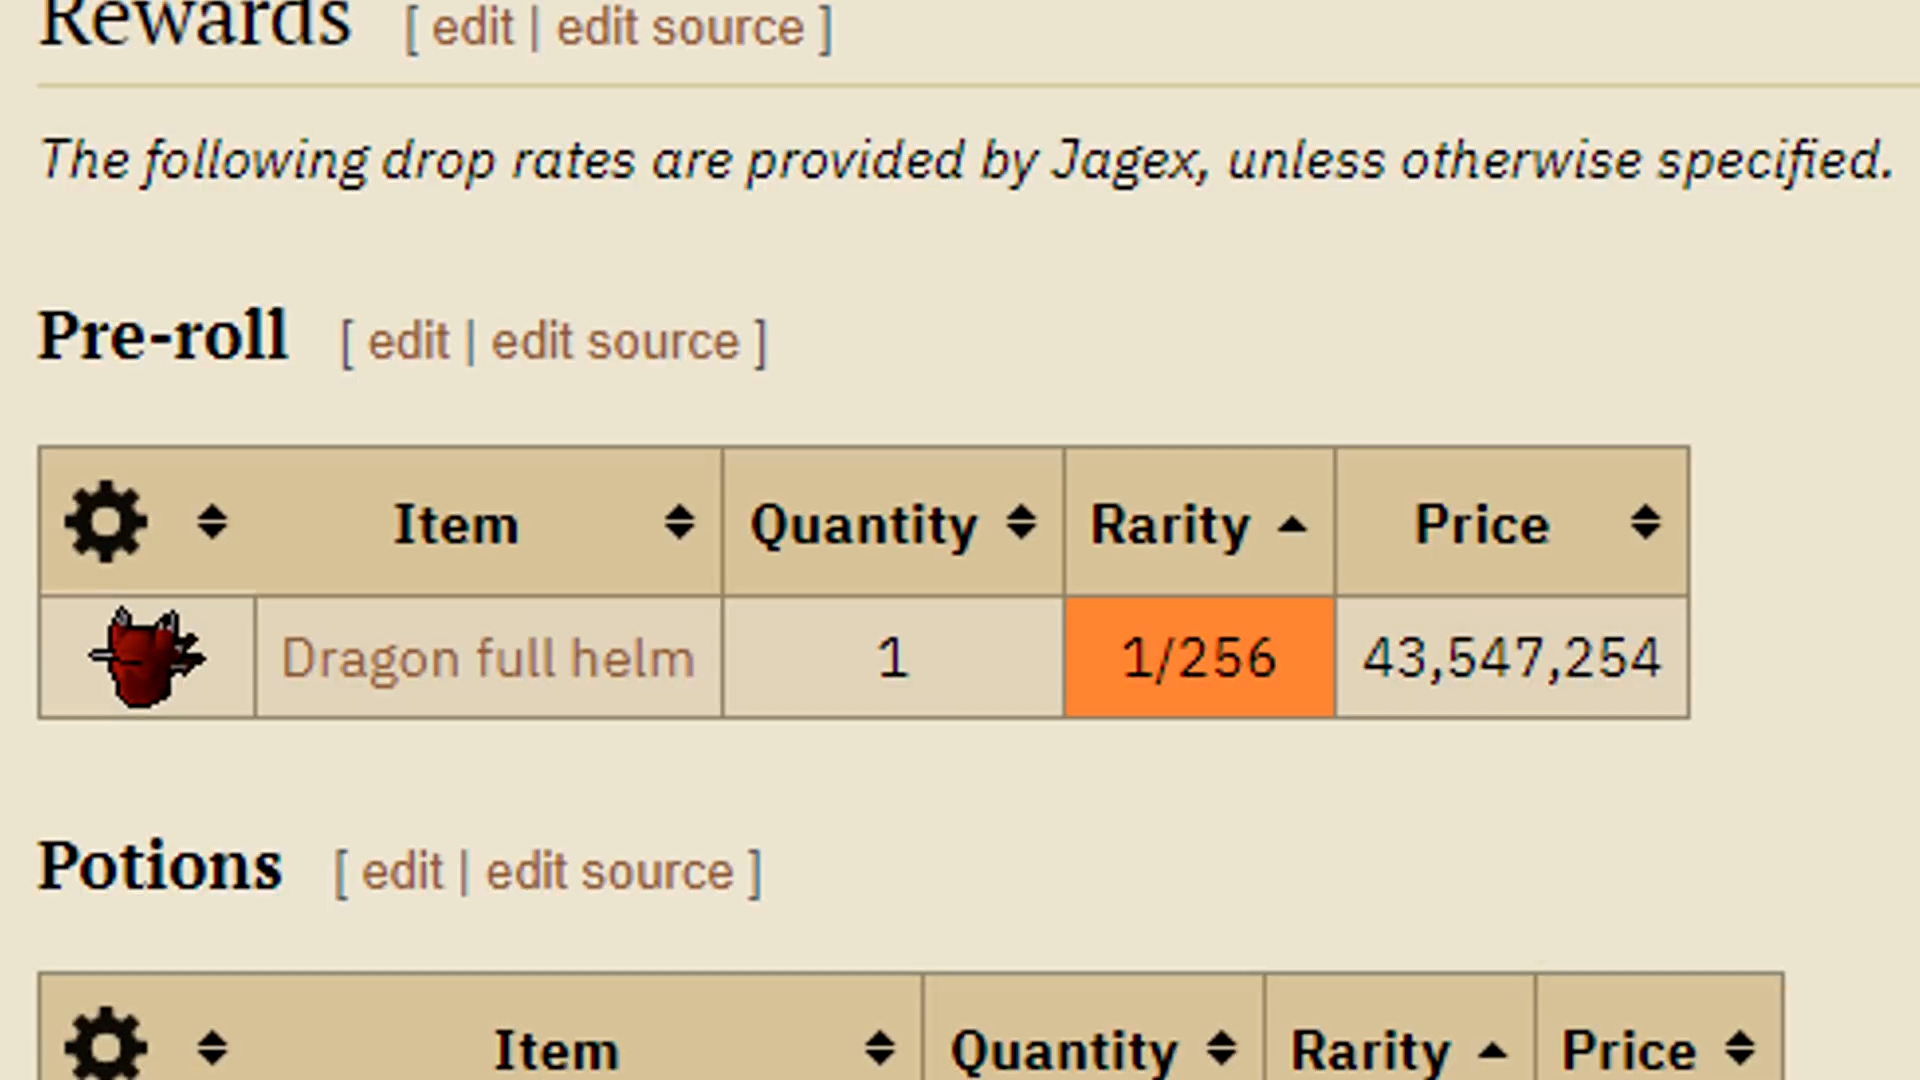 Rewards [ edit | edit source ]
The following drop rates are provided by Jagex, unless otherwise specified.
Pre-roll [ edit | edit source ]
Item Quantity Rarity Price
Dragon full helm 1 1/256 43,547,254
Potions [ edit | edit source ]
Item Quantity Rarity Price